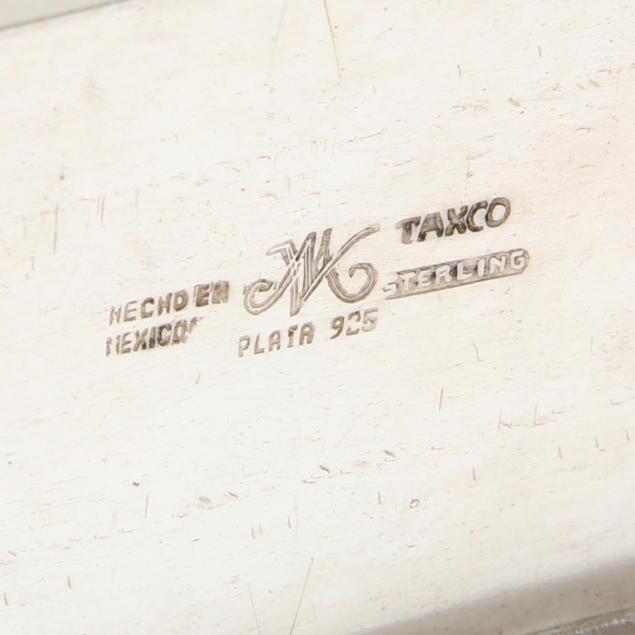 HECHO EN
MEXICO
PLATA 925
TAXCO
STERLING